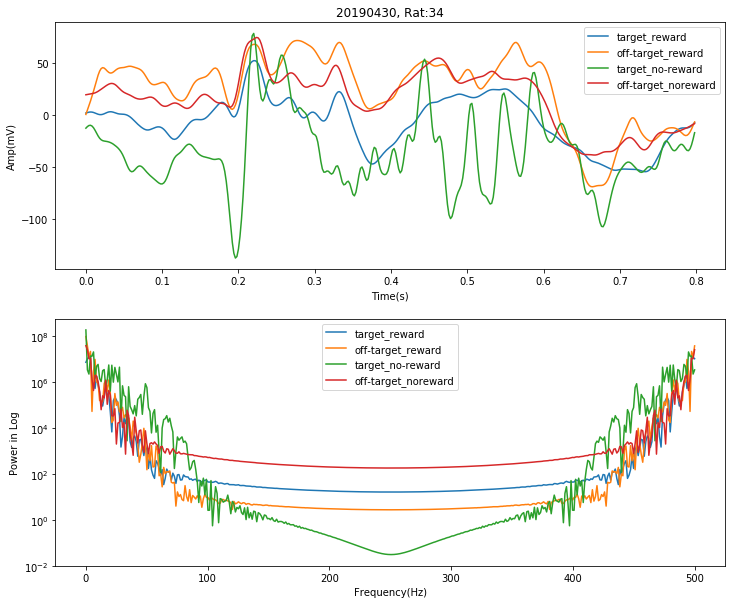 20190430, Rat:34
target_reward
off-target_reward
target_no-reward
off-target_noreward
Amp(mV)
50
0
−50
−100
0.0 0.1 0.2 0.3 0.4 0.5 0.6 0.7 0.8
Time(s)
target_reward
off-target_reward
target_no-reward
off-target_noreward
Power in Log
10^8
10^6
10^4
10^2
10^0
10^−2
0 100 200 300 400 500
Frequency(Hz)